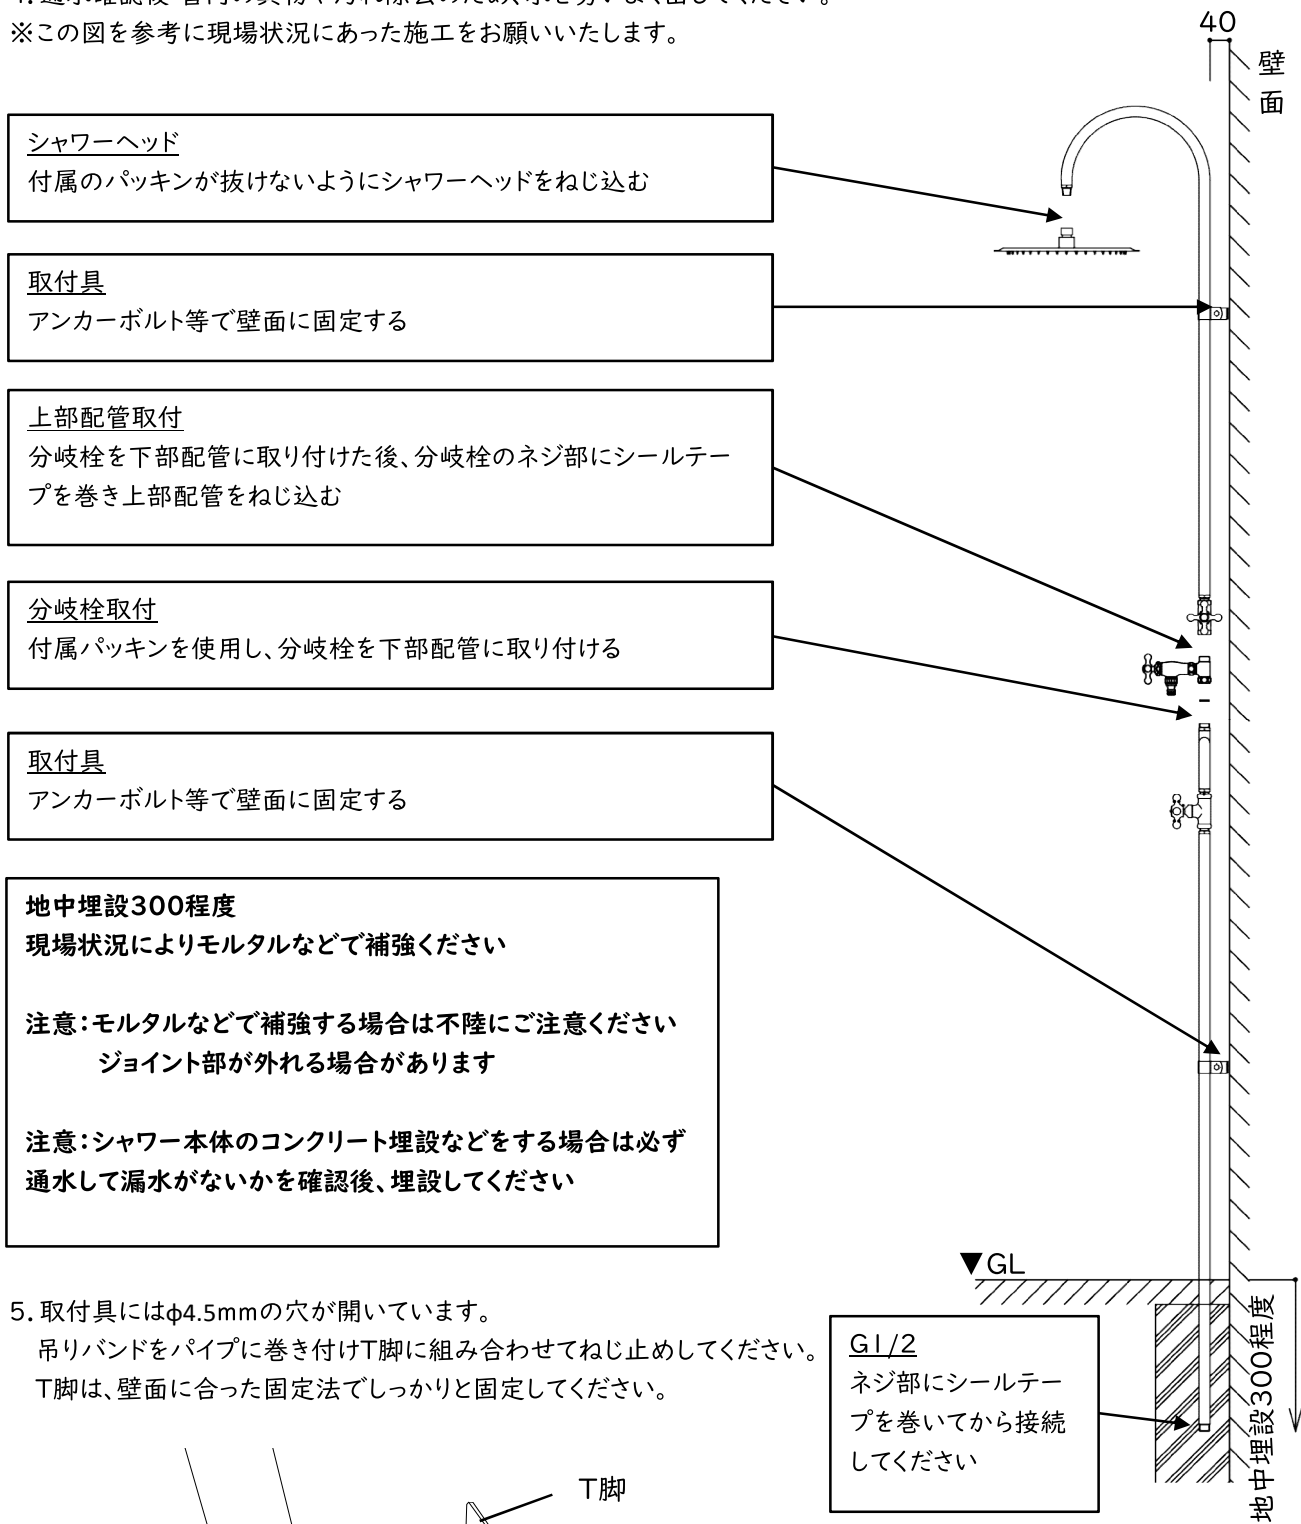 ※この図を参考に現場状況にあった施工をお願いいたします。
40
壁面
シャワーヘッド
付属のパッキンが抜けないようにシャワーヘッドをねじ込む
取付具
アンカーボルト等で壁面に固定する
上部配管取付
分岐栓を下部配管に取り付けた後、分岐栓のネジ部にシールテー
プを巻き上部配管をねじ込む
分岐栓取付
付属パッキンを使用し、分岐栓を下部配管に取り付ける
取付具
アンカーボルト等で壁面に固定する
地中埋設300程度
現場状況によりモルタルなどで補強ください
注意：モルタルなどで補強する場合は不陸にご注意ください
ジョイント部が外れる場合があります
注意：シャワー本体のコンクリート埋設などをする場合は必ず
通水して漏水がないかを確認後、埋設してください
▼GL
5. 取付具にはφ4.5mmの穴が開いています。
吊りバンドをパイプに巻き付けT脚に組み合わせてねじ止めしてください。
T脚は、壁面に合った固定法でしっかりと固定してください。
G1/2
ネジ部にシールテー
プを巻いてから接続
してください
地中埋設300程度
T脚